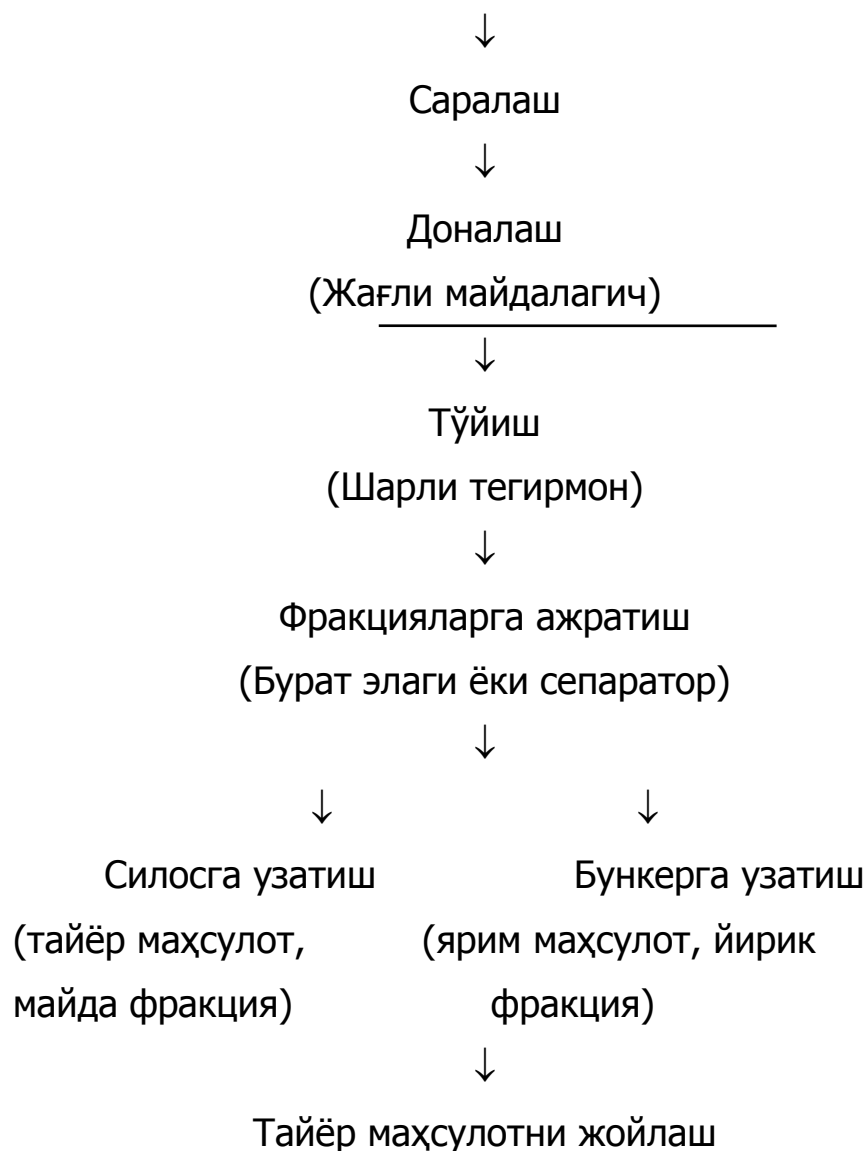 ↓
Саралаш
↓
Доналаш
(Жағли майдалагич)
↓
Тўйиш
(Шарли тегирмон)
↓
Фракцияларга ажратиш
(Бурат элаги ёки сепаратор)
↓
↓ ↓
Силосга узатиш Бункерга узатиш
(тайёр маҳсулот, (ярим маҳсулот, йирик
майда фракция) фракция)
↓
Тайёр маҳсулотни жойлаш